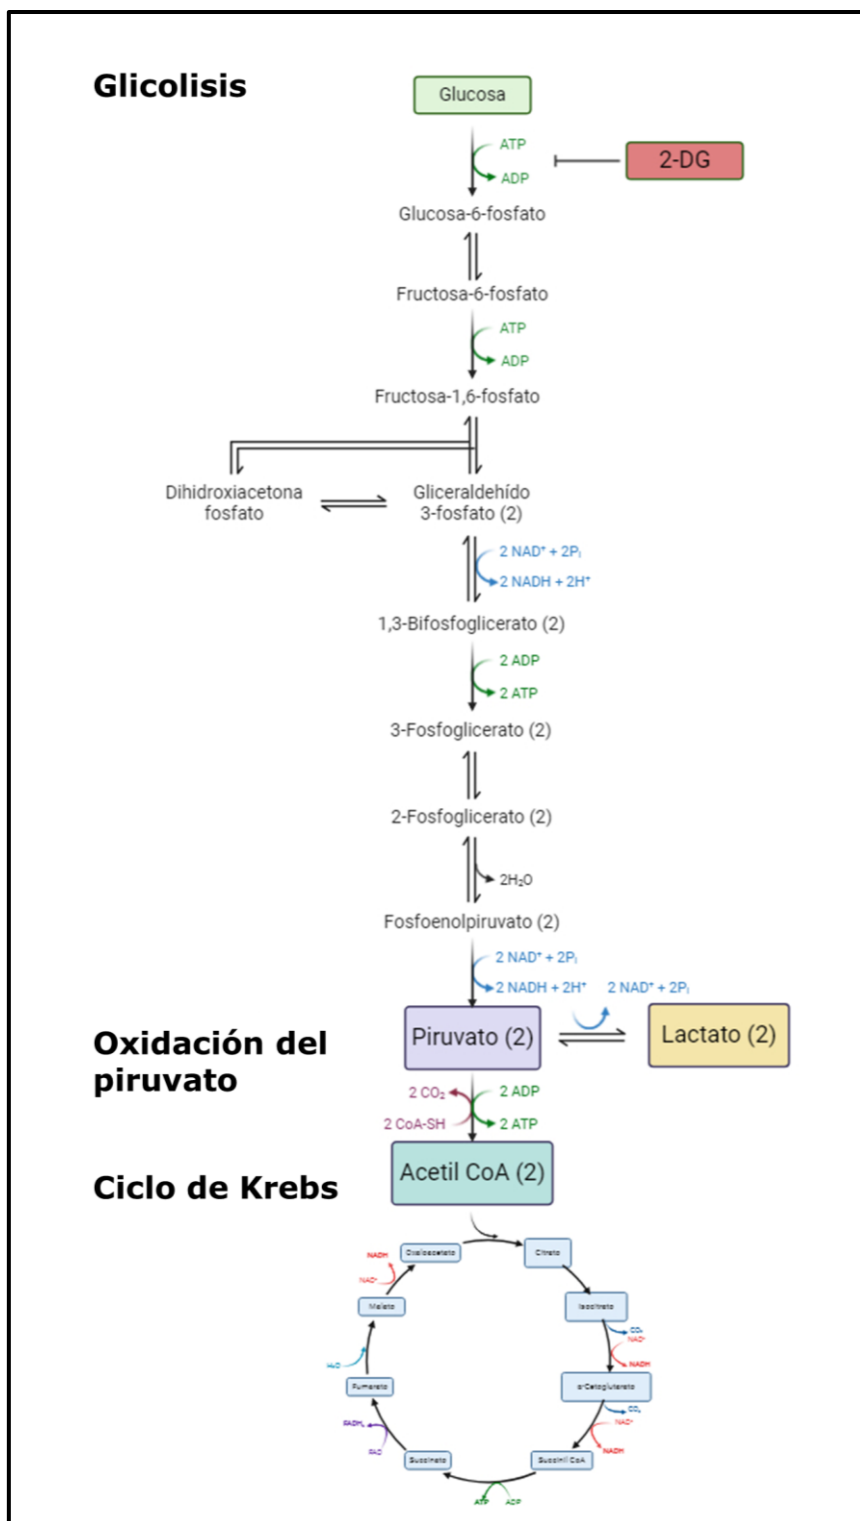 Glicolisis
Glucosa
ATP
2-DG
ADP
Glucosa-6-fosfato
Fructosa-6-fosfato
ATP
ADP
Fructosa-1,6-fosfato
Dihidroxiacetona
fosfato
Gliceraldehído
3-fosfato (2)
2 NAD⁺ + 2Pᵢ
2 NADH + 2H⁺
1,3-Bifosfoglicerato (2)
2 ADP
2 ATP
3-Fosfoglicerato (2)
2-Fosfoglicerato (2)
2H₂O
Fosfoenolpiruvato (2)
2 NAD⁺ + 2Pᵢ
2 NADH + 2H⁺
2 NAD⁺ + 2Pᵢ
Oxidación del
piruvato
Piruvato (2)
Lactato (2)
2 CO₂
2 ADP
2 CoA-SH
2 ATP
Ciclo de Krebs
Acetil CoA (2)
Oxaloacetato
Citrato
NADH
NAD⁺
Malato
Isocitrato
CO₂
NAD⁺
NADH
H₂O
Fumarato
α-Cetoglutarato
CO₂
NAD⁺
NADH
FADH₂
FAD
Succinato
Succinil CoA
ATP
ADP